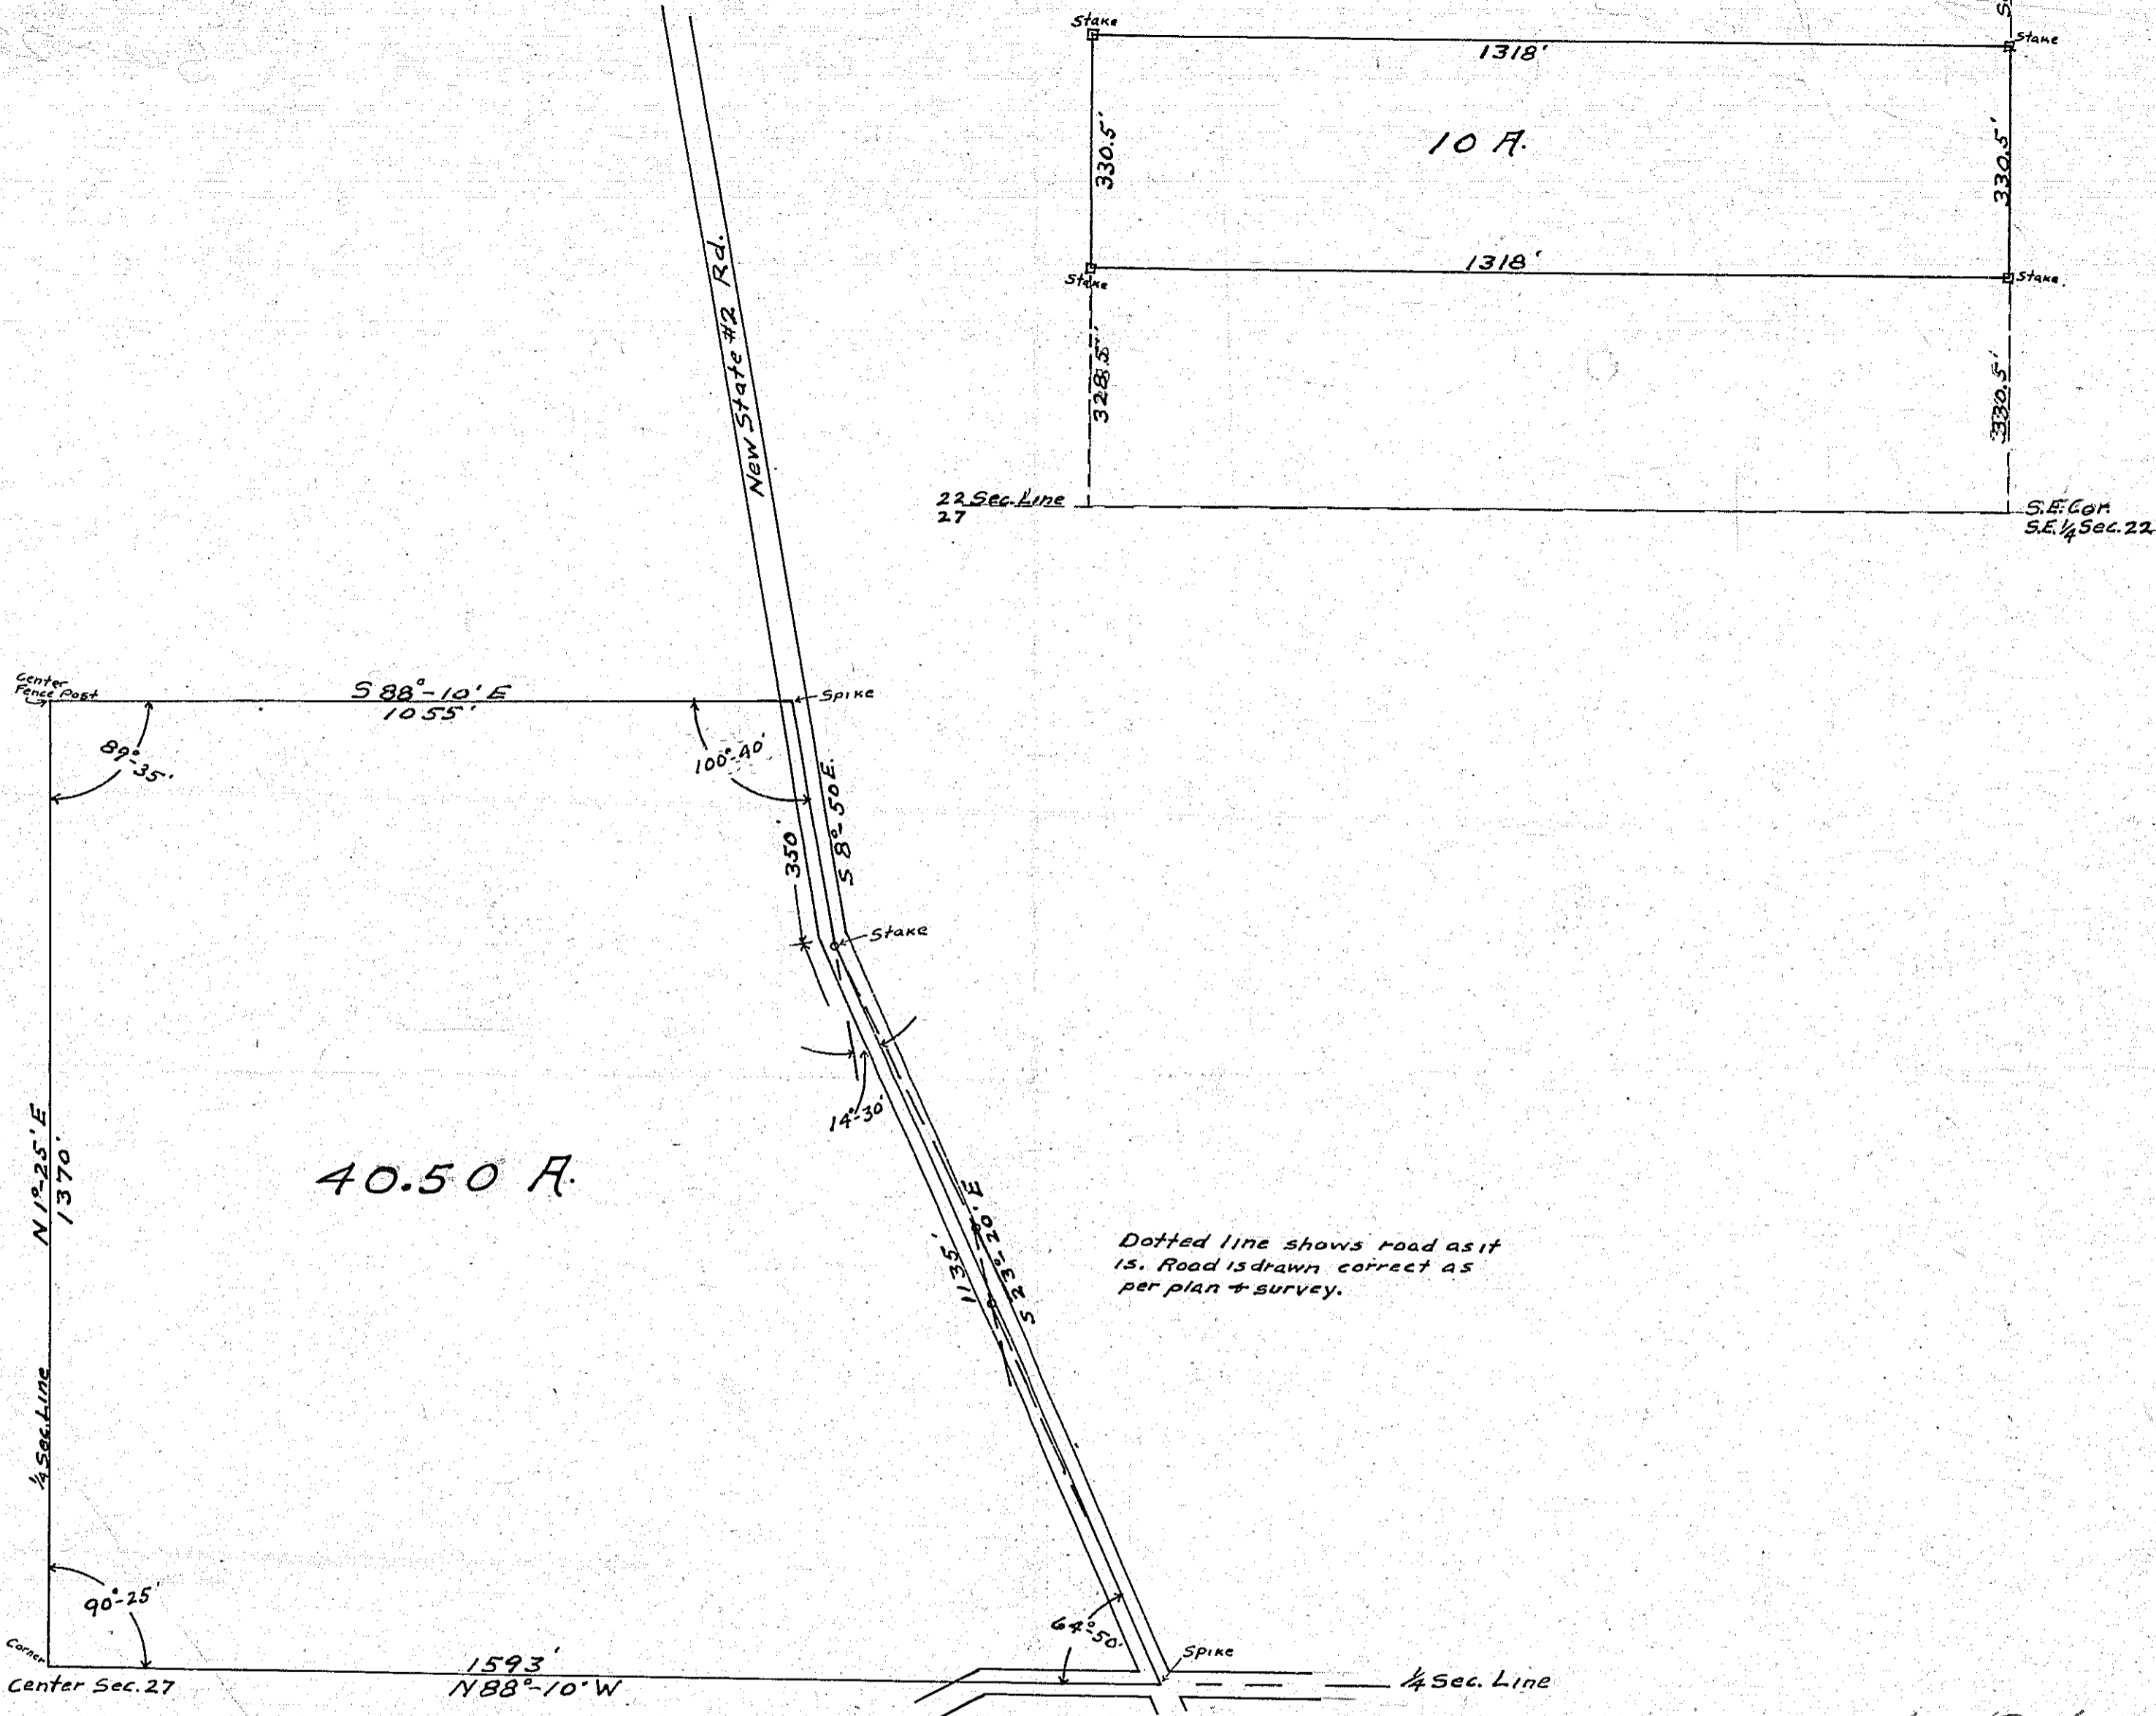 Stake
1318'
Stake
330.5'
10 A.
330.5'
1318'
Stake
Stake.
328.5'
330.5'
22 Sec. Line
27
S.E. Cor.
S.E. 1/4 Sec. 22
New State #2 Rd.
Center
Fence Post
S 88°-10' E
1055'
Spike
89°-35'
100°-40'
350'
S 8°-50 E.
Stake
14°-30'
N 1°-25' E
1370'
40.50 A.
1135'
S 23°-20' E
Dotted line shows road as it
is. Road is drawn correct as
per plan + survey.
1/4 Sec. Line
90°-25'
64°-50'
Corner
Center Sec. 27
1593'
N 88°-10' W
Spike
1/4 Sec. Line